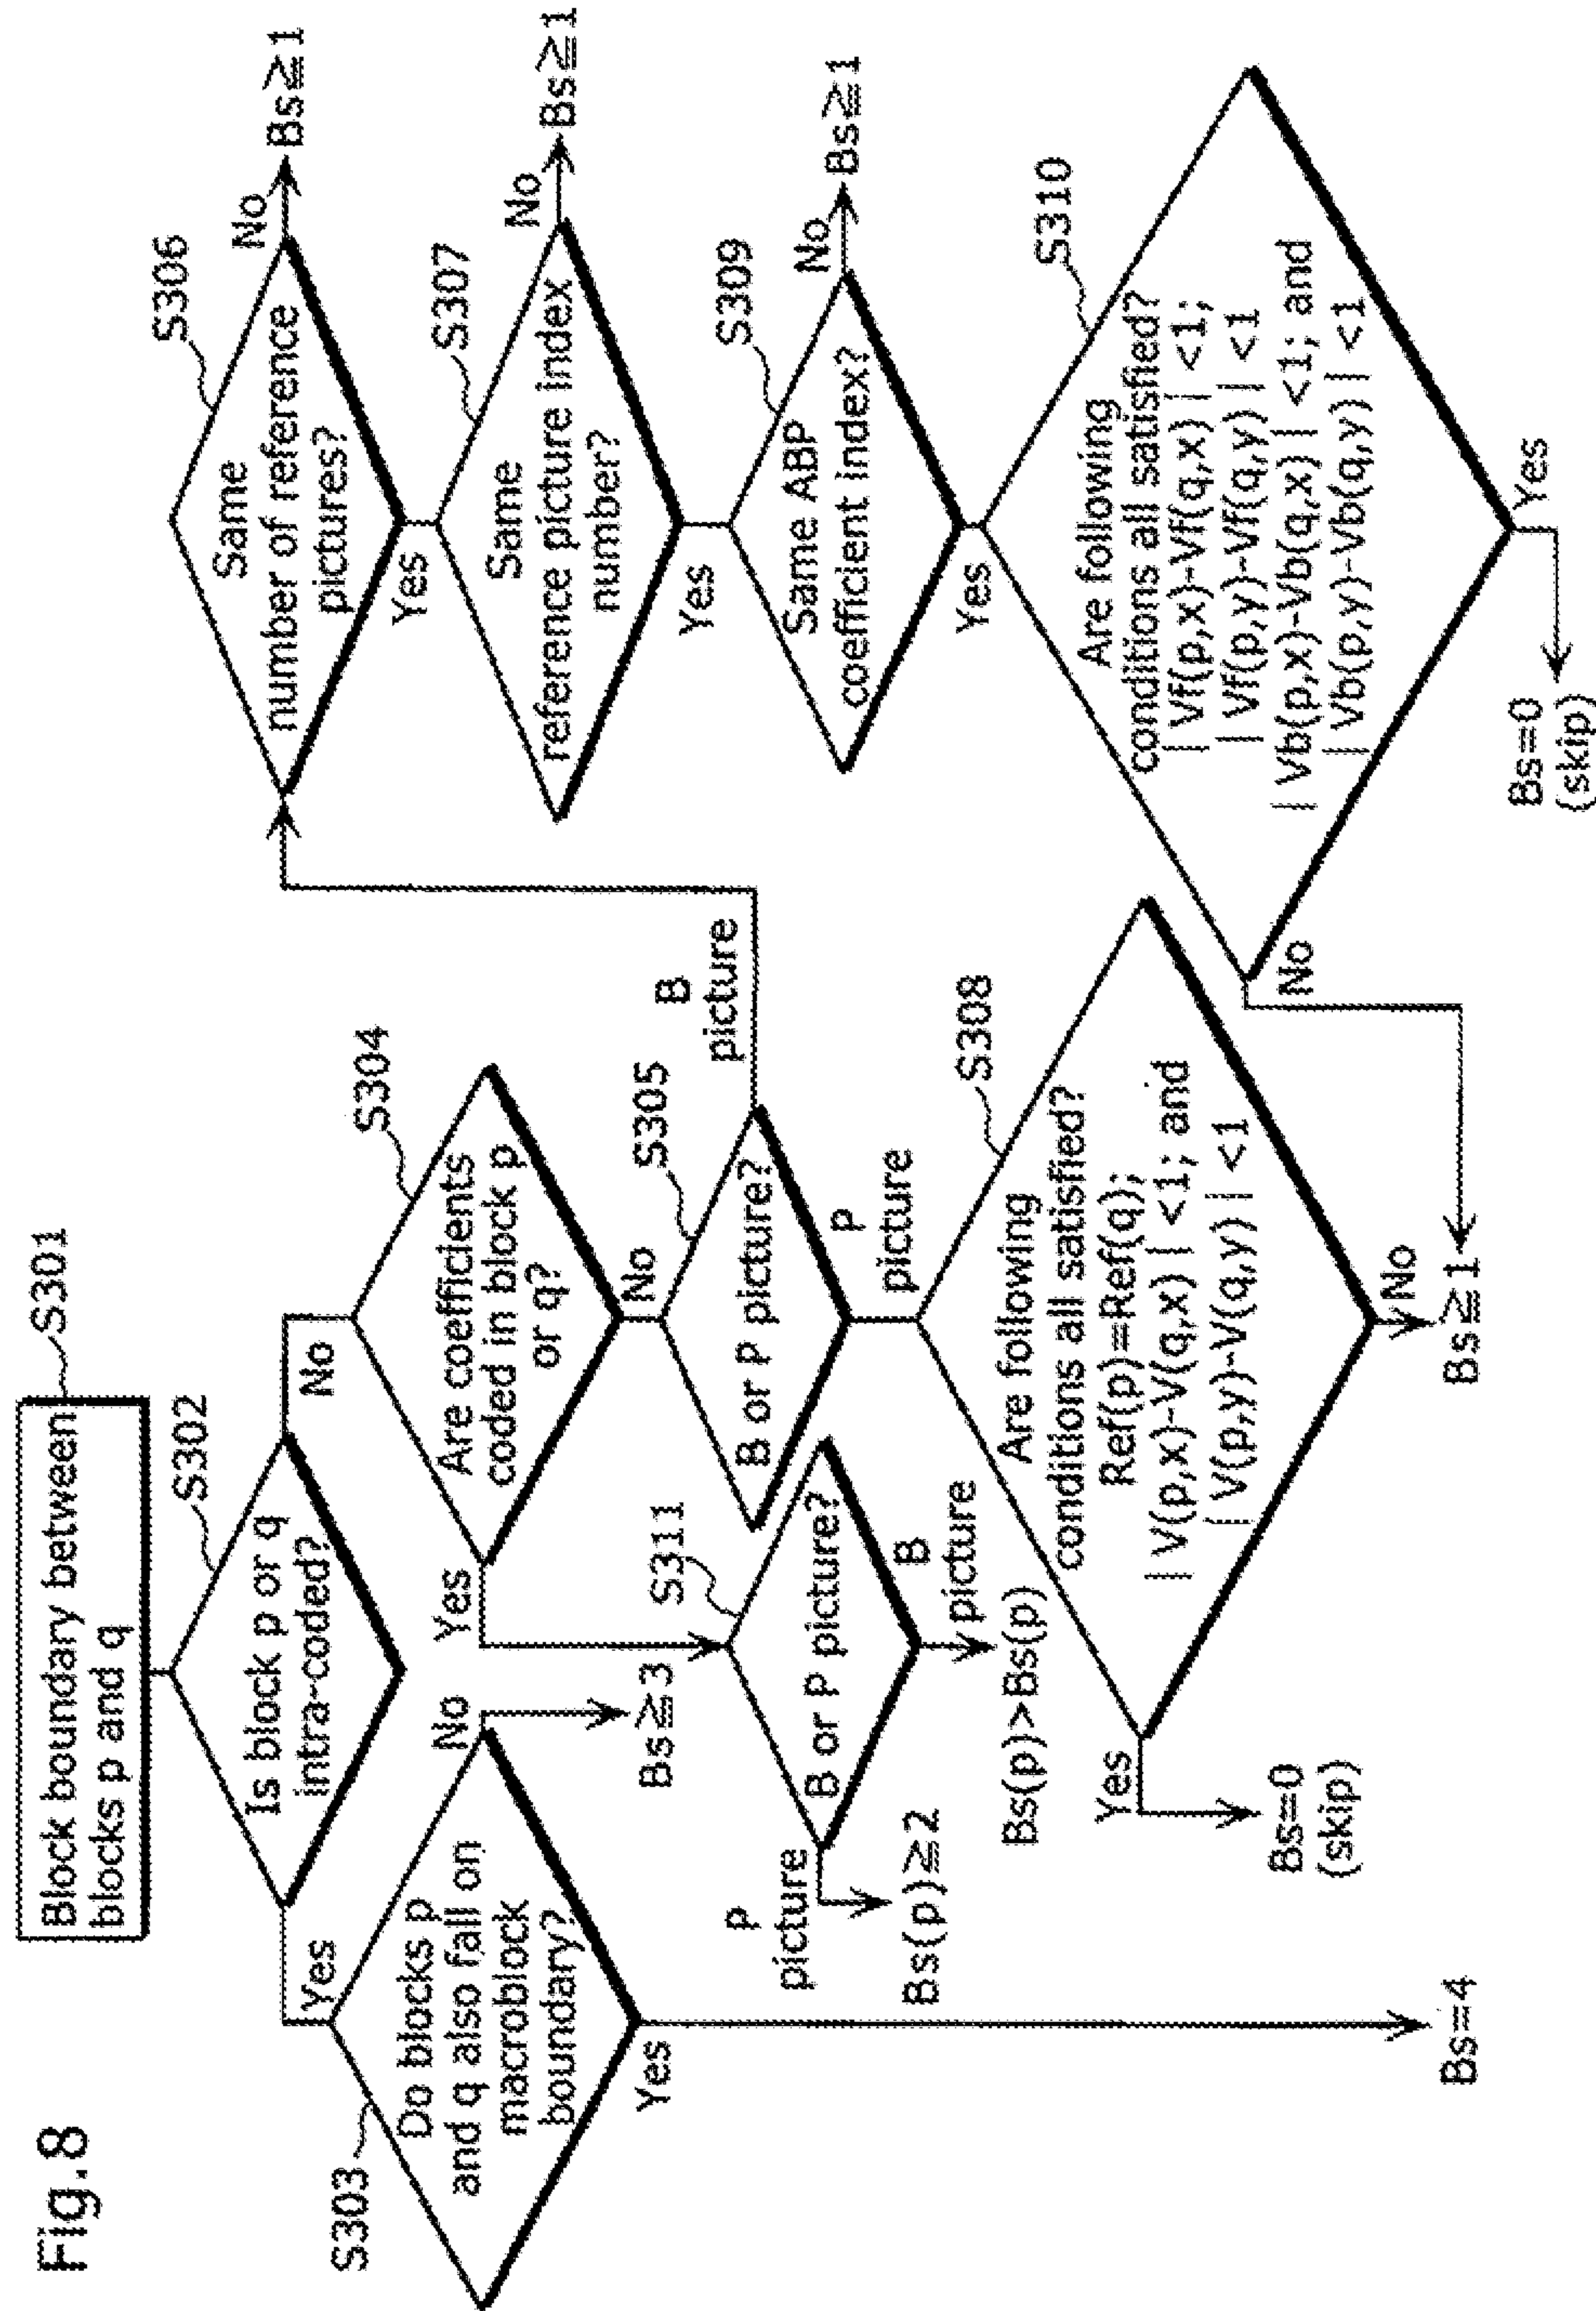 Fig.8
Block boundary between
blocks p and q
S301
Is block p or q
intra-coded?
S302
Yes
No
Do blocks p
and q also fall on
macroblock
boundary?
S303
No
Bs≧3
Yes
Bs=4
Are coefficients
coded in block p
or q?
S304
Yes
No
B or P picture?
S311
P
picture
Bs(p)≧2
B
picture
Bs(p)>Bs(p)
B or P picture?
S305
B
picture
P
picture
Are following
conditions all satisfied?
Ref(p)=Ref(q);
|V(p,x)-V(q,x)|<1; and
|V(p,y)-V(q,y)|<1
S308
Yes
Bs=0
(skip)
No
Bs≧1
Same
number of reference
pictures?
S306
No
Bs≧1
Yes
Same
reference picture index
number?
S307
No
Bs≧1
Yes
Same ABP
coefficient index?
S309
No
Bs≧1
Yes
Are following
conditions all satisfied?
|Vf(p,x)-Vf(q,x)|<1;
|Vf(p,y)-Vf(q,y)|<1
|Vb(p,x)-Vb(q,x)|<1; and
|Vb(p,y)-Vb(q,y)|<1
S310
No
Yes
Bs=0
(skip)